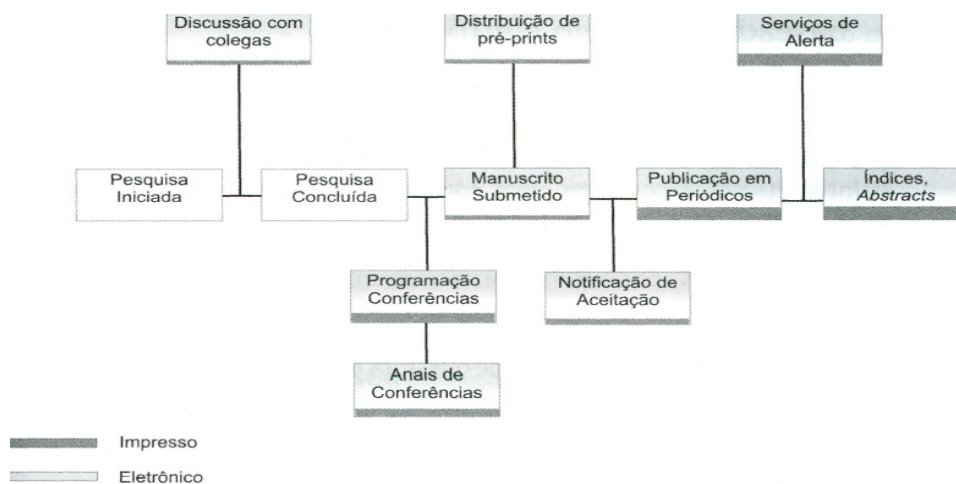 Discussão com
colegas
Distribuição de
pré-prints
Serviços de
Alerta
Pesquisa
Iniciada
Pesquisa
Concluída
Manuscrito
Submetido
Publicação em
Periódicos
Índices,
Abstracts
Programação
Conferências
Notificação de
Aceitação
Anais de
Conferências
Impresso
Eletrônico